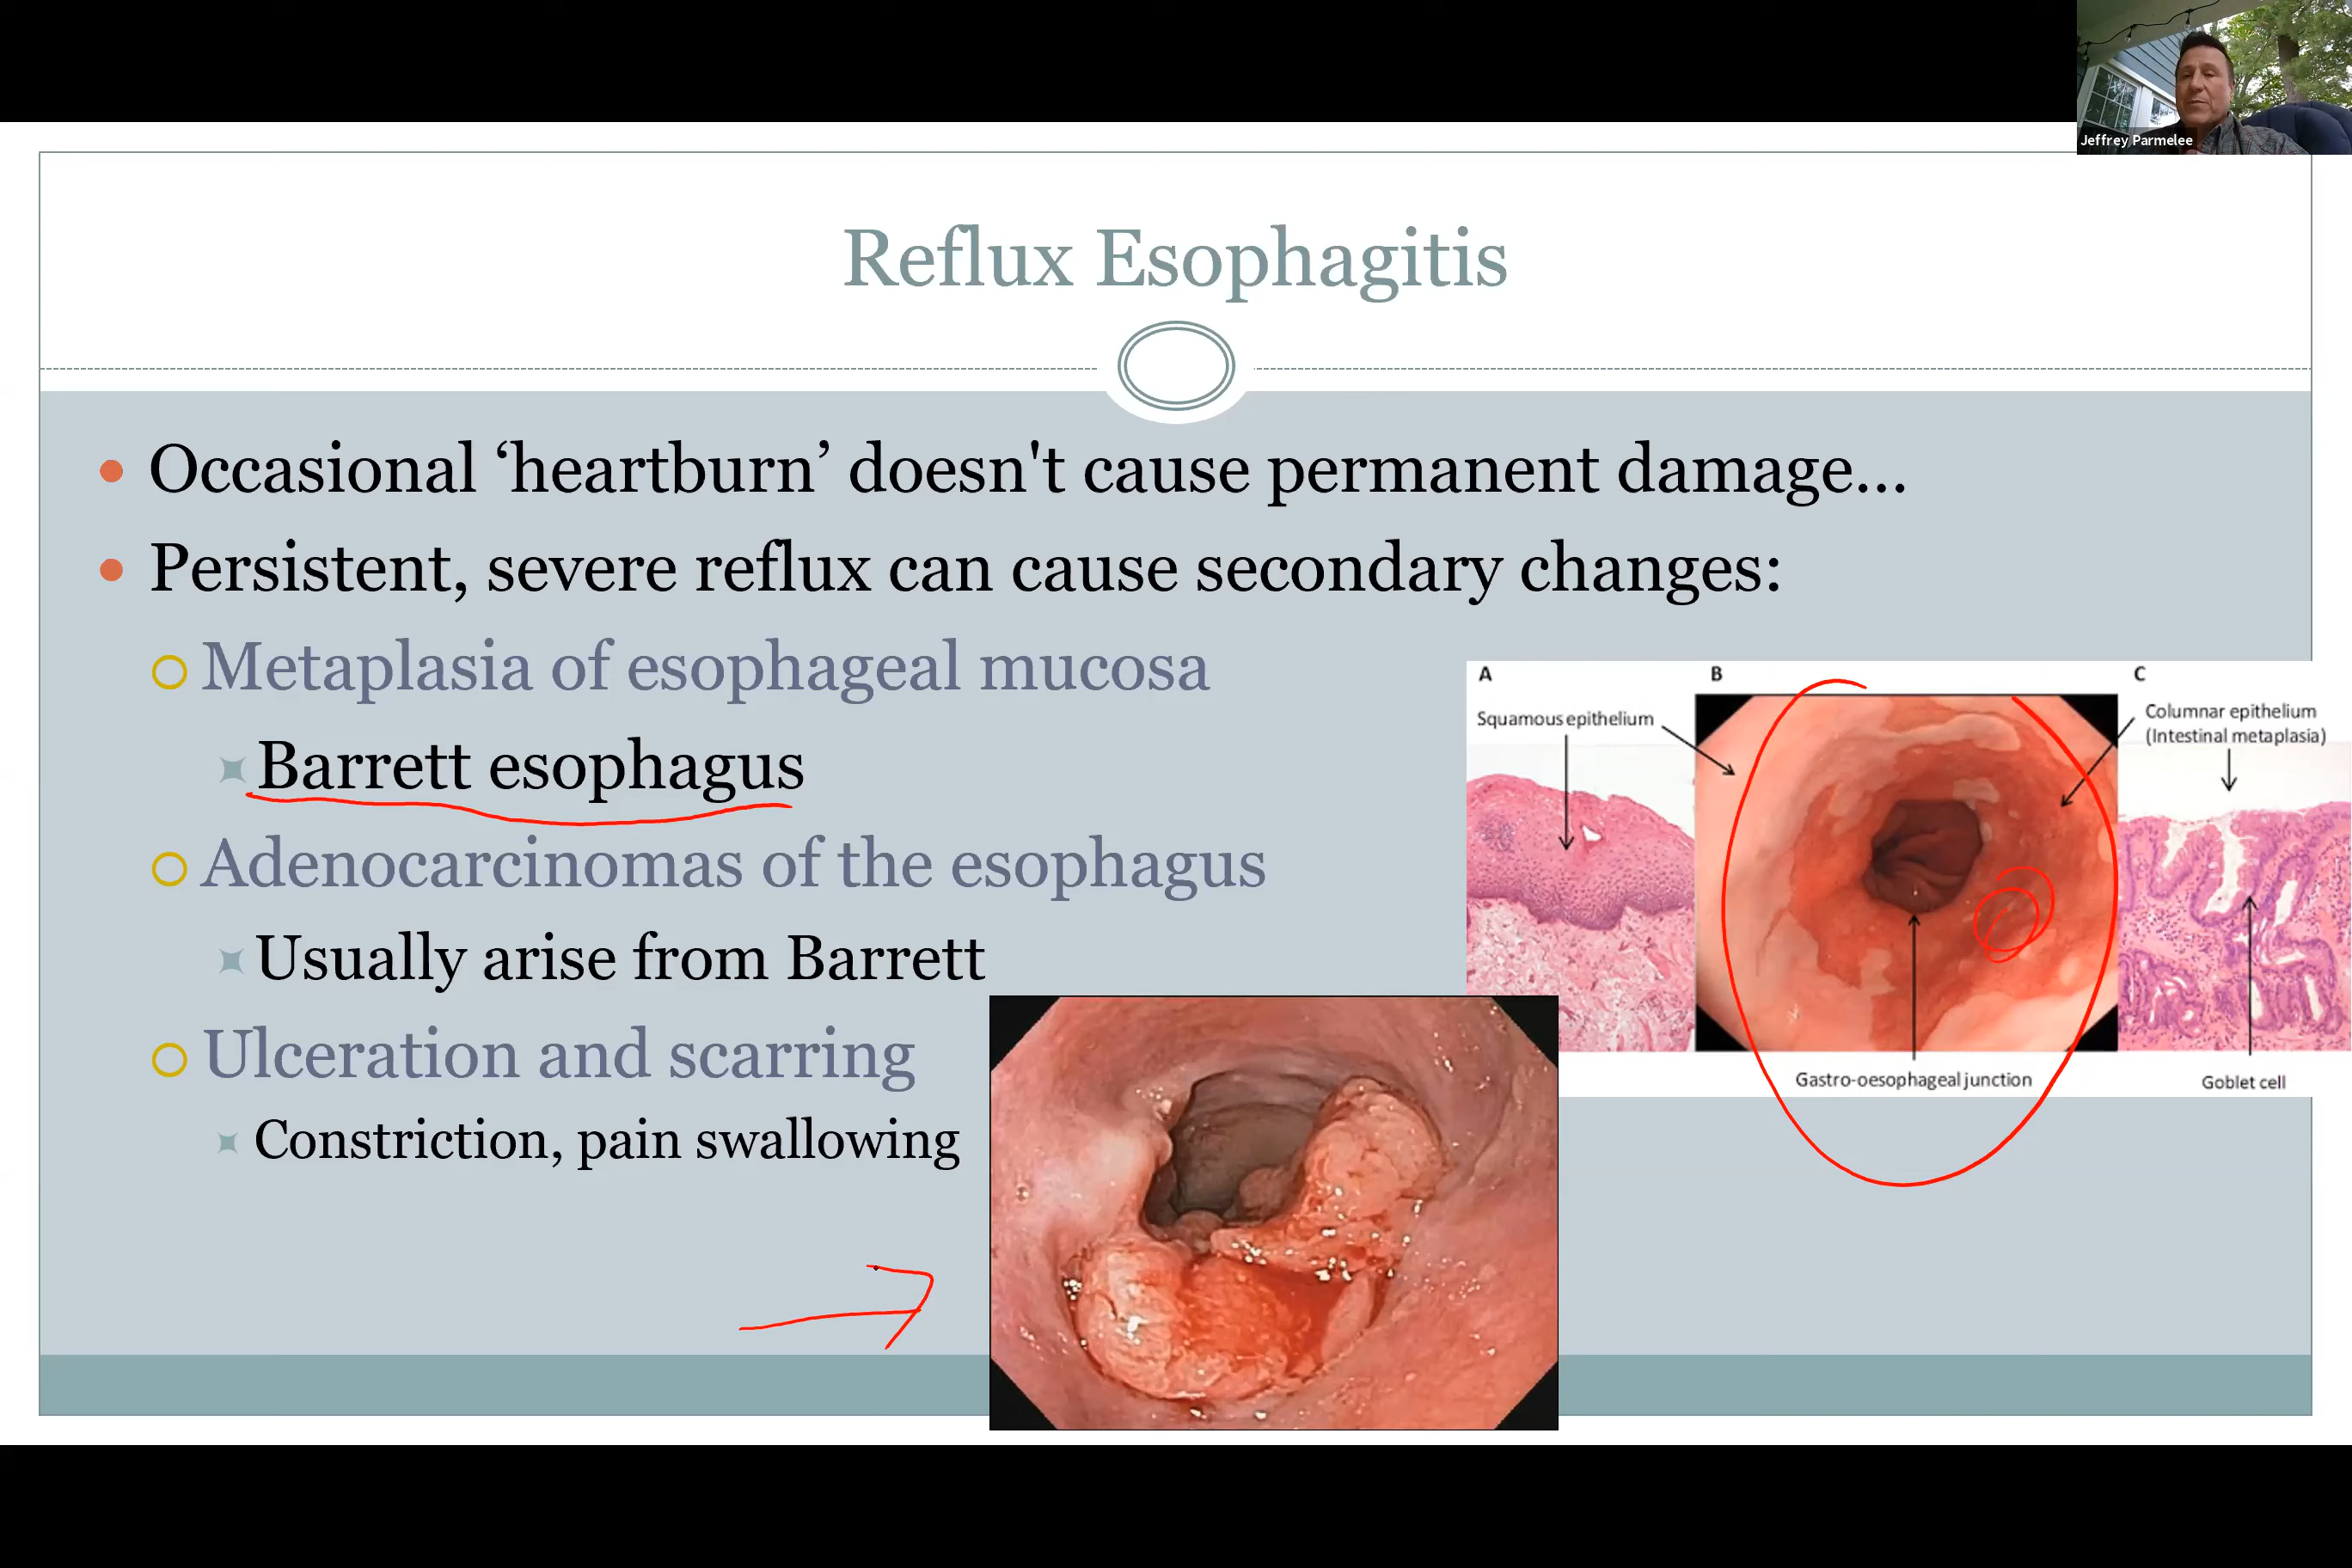 Jeffrey Parmelee
Reflux Esophagitis
Occasional ‘heartburn’ doesn't cause permanent damage…
Persistent, severe reflux can cause secondary changes:
Metaplasia of esophageal mucosa
Barrett esophagus
Adenocarcinomas of the esophagus
Usually arise from Barrett
Ulceration and scarring
Constriction, pain swallowing
A
Squamous epithelium
B
Gastro-oesophageal junction
C
Columnar epithelium
(Intestinal metaplasia)
Goblet cell